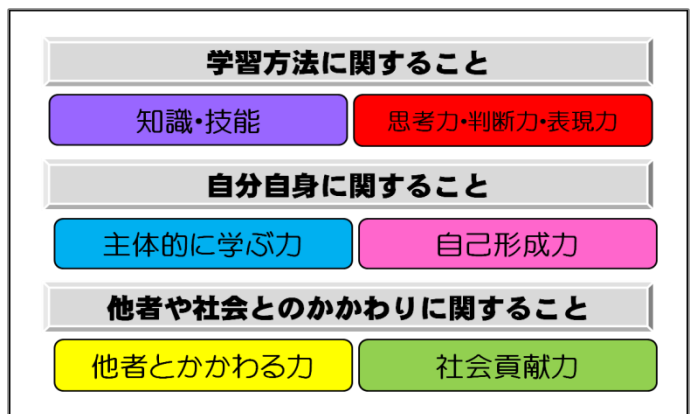 学習方法に関すること
知識・技能
思考力・判断力・表現力
自分自身に関すること
主体的に学ぶ力
自己形成力
他者や社会とのかかわりに関すること
他者とかかわる力
社会貢献力